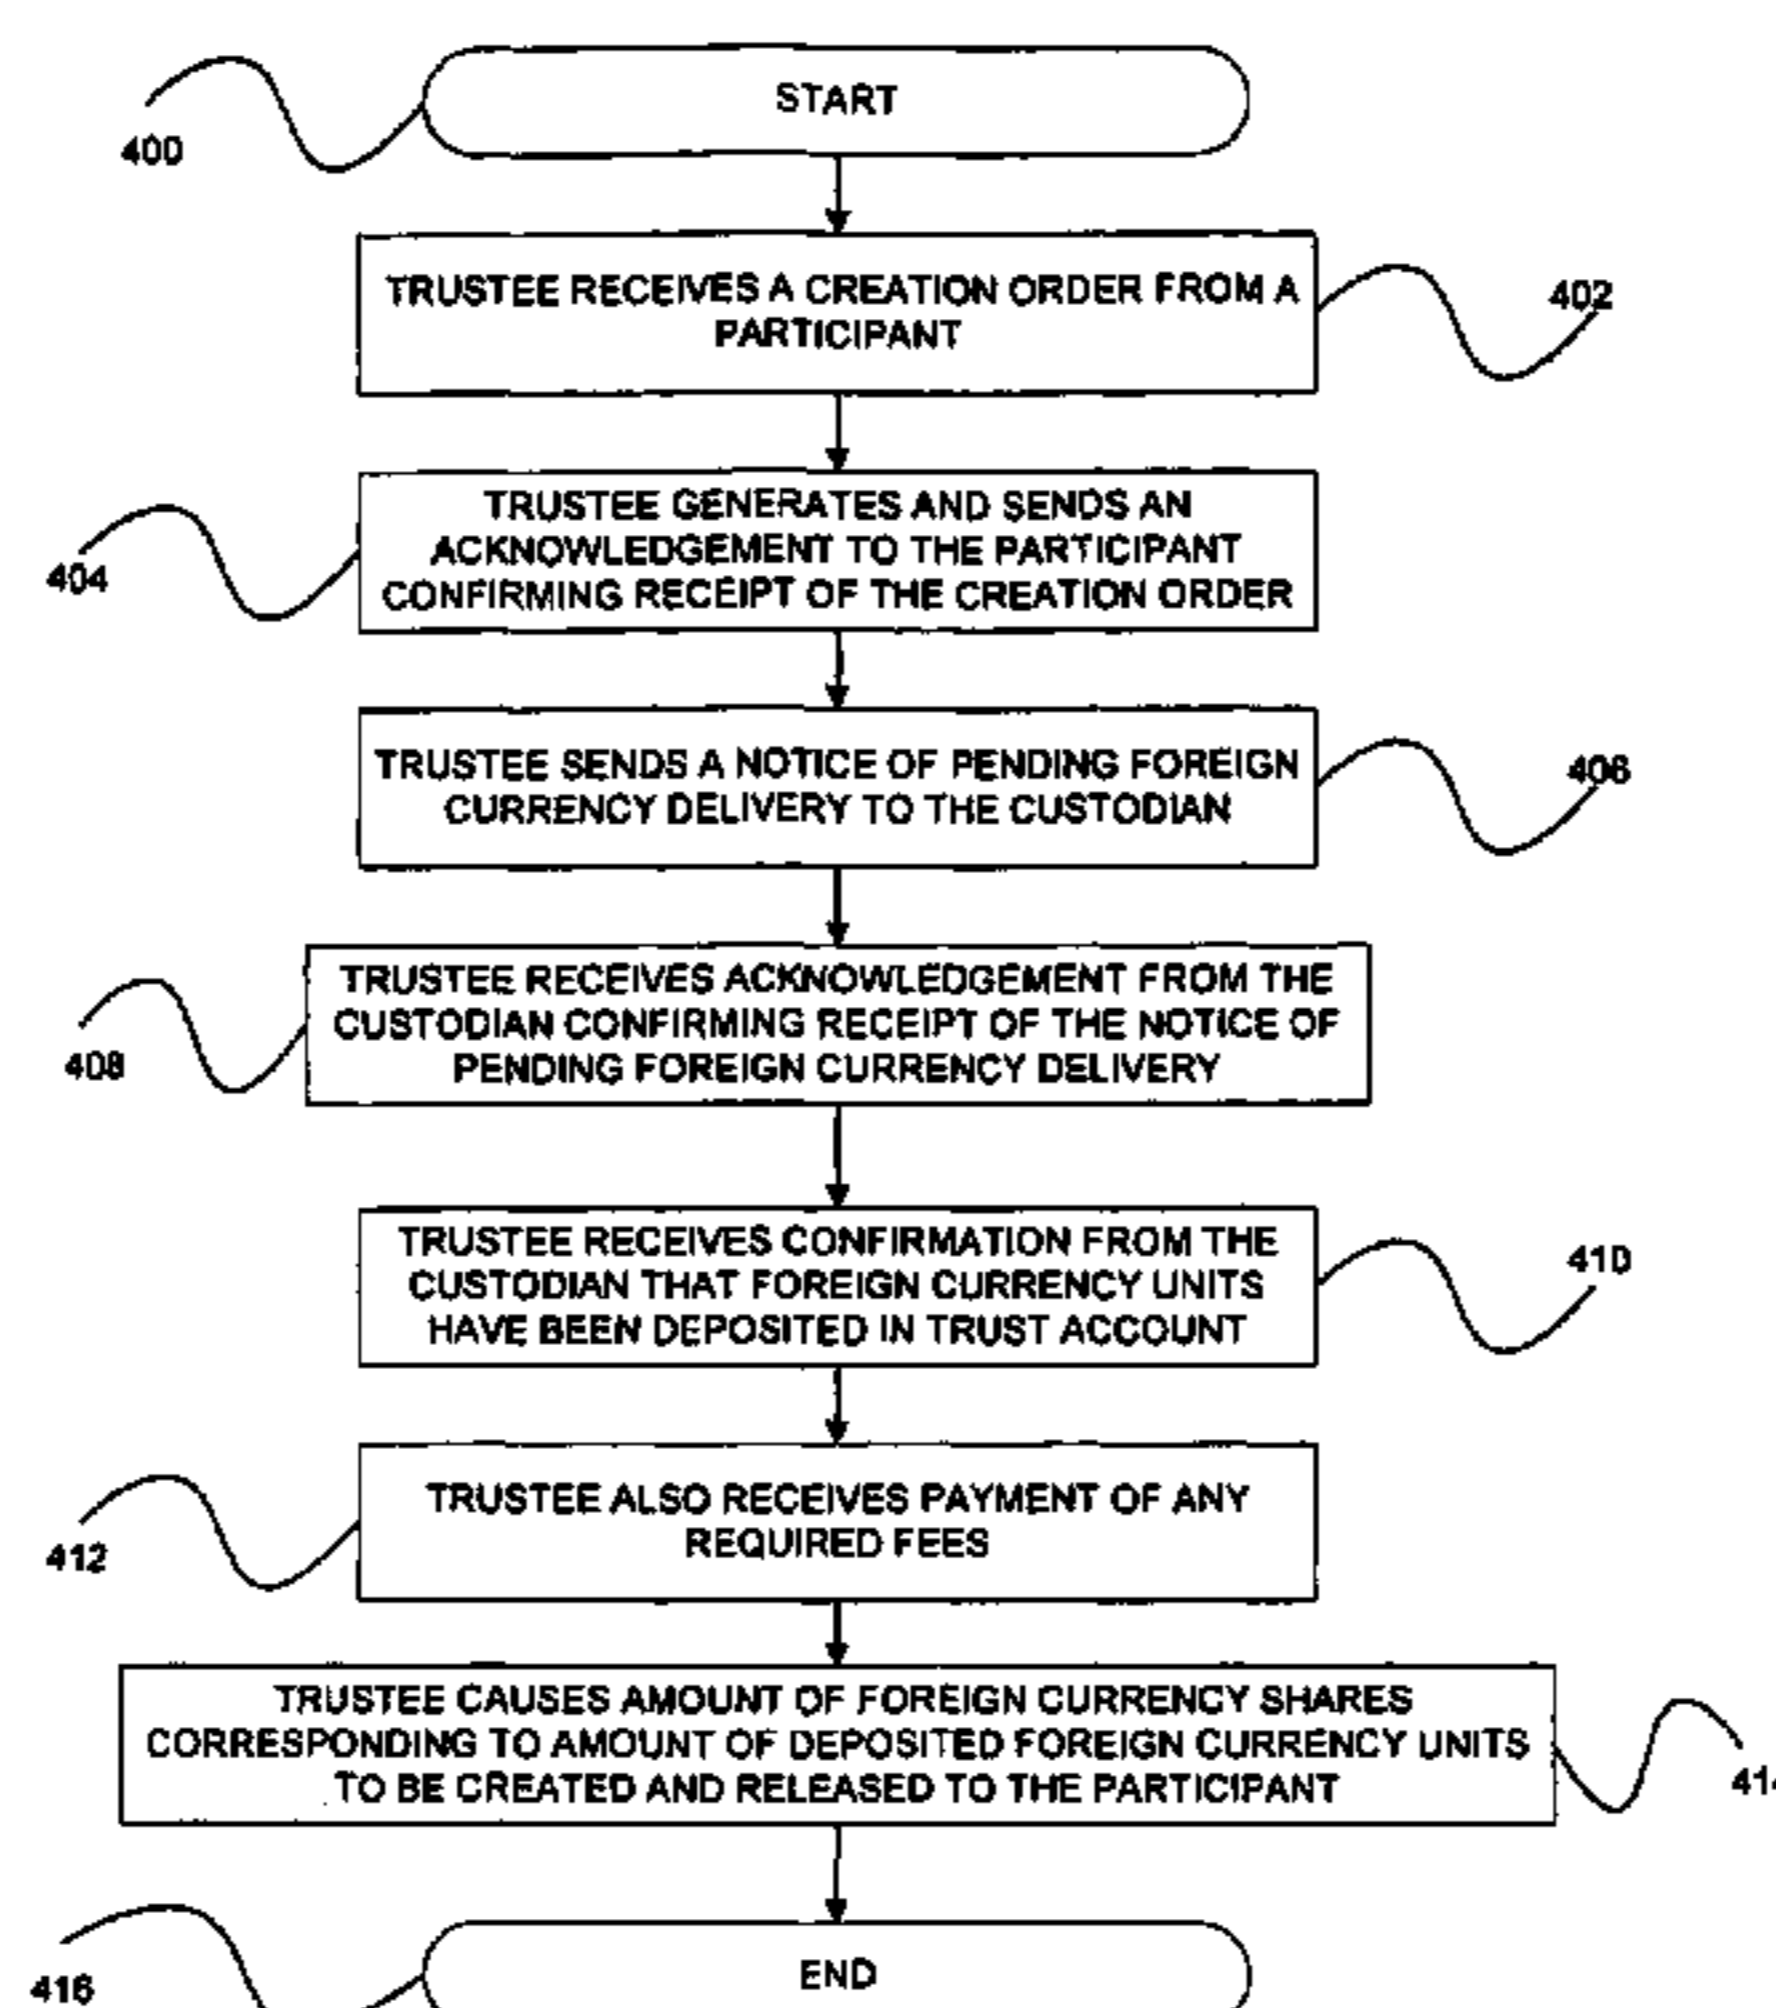 START
400
TRUSTEE RECEIVES A CREATION ORDER FROM A
PARTICIPANT
402
TRUSTEE GENERATES AND SENDS AN
ACKNOWLEDGEMENT TO THE PARTICIPANT
CONFIRMING RECEIPT OF THE CREATION ORDER
404
TRUSTEE SENDS A NOTICE OF PENDING FOREIGN
CURRENCY DELIVERY TO THE CUSTODIAN
406
TRUSTEE RECEIVES ACKNOWLEDGEMENT FROM THE
CUSTODIAN CONFIRMING RECEIPT OF THE NOTICE OF
PENDING FOREIGN CURRENCY DELIVERY
408
TRUSTEE RECEIVES CONFIRMATION FROM THE
CUSTODIAN THAT FOREIGN CURRENCY UNITS
HAVE BEEN DEPOSITED IN TRUST ACCOUNT
410
TRUSTEE ALSO RECEIVES PAYMENT OF ANY
REQUIRED FEES
412
TRUSTEE CAUSES AMOUNT OF FOREIGN CURRENCY SHARES
CORRESPONDING TO AMOUNT OF DEPOSITED FOREIGN CURRENCY UNITS
TO BE CREATED AND RELEASED TO THE PARTICIPANT
414
END
416